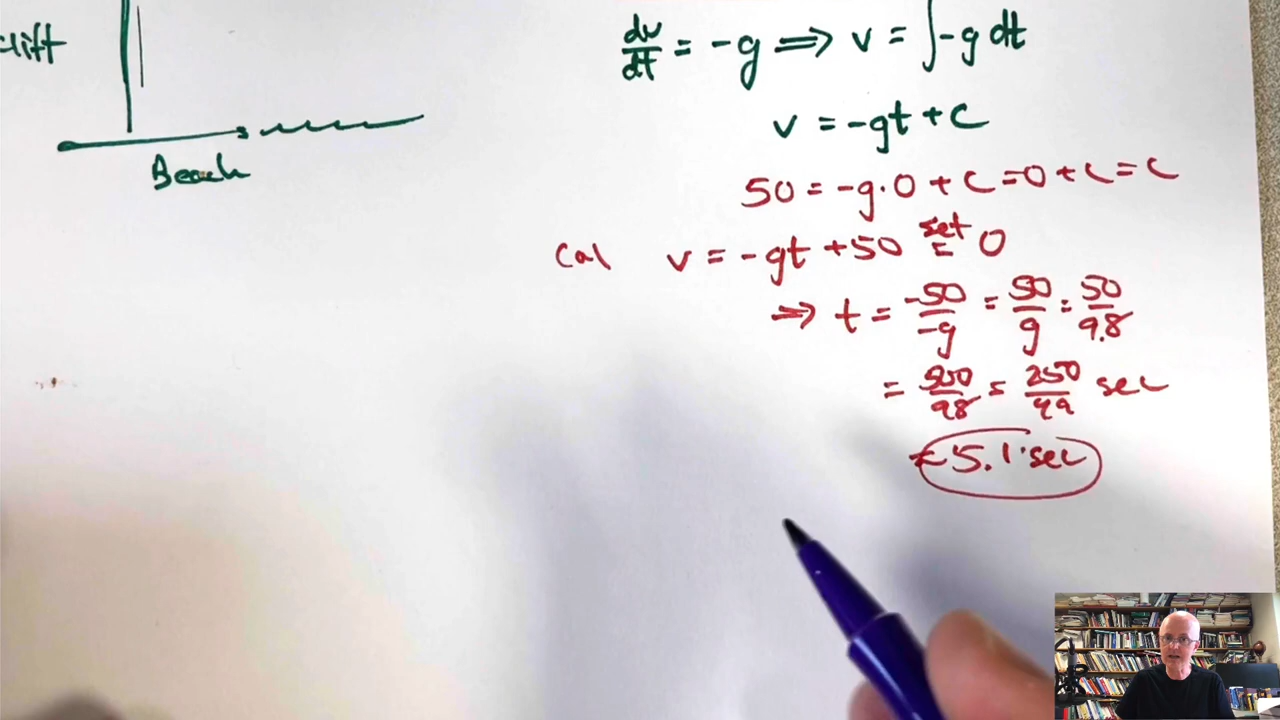 cliff
Beach
dv/dt = -g ⟹ v = ∫-g dt
v = -gt + C
50 = -g·0 + C = 0 + C = C
Cal v = -gt + 50 set = 0
⟹ t = -50/-g = 50/g = 50/9.8
= 500/98 = 250/49 sec
≈ 5.1 sec